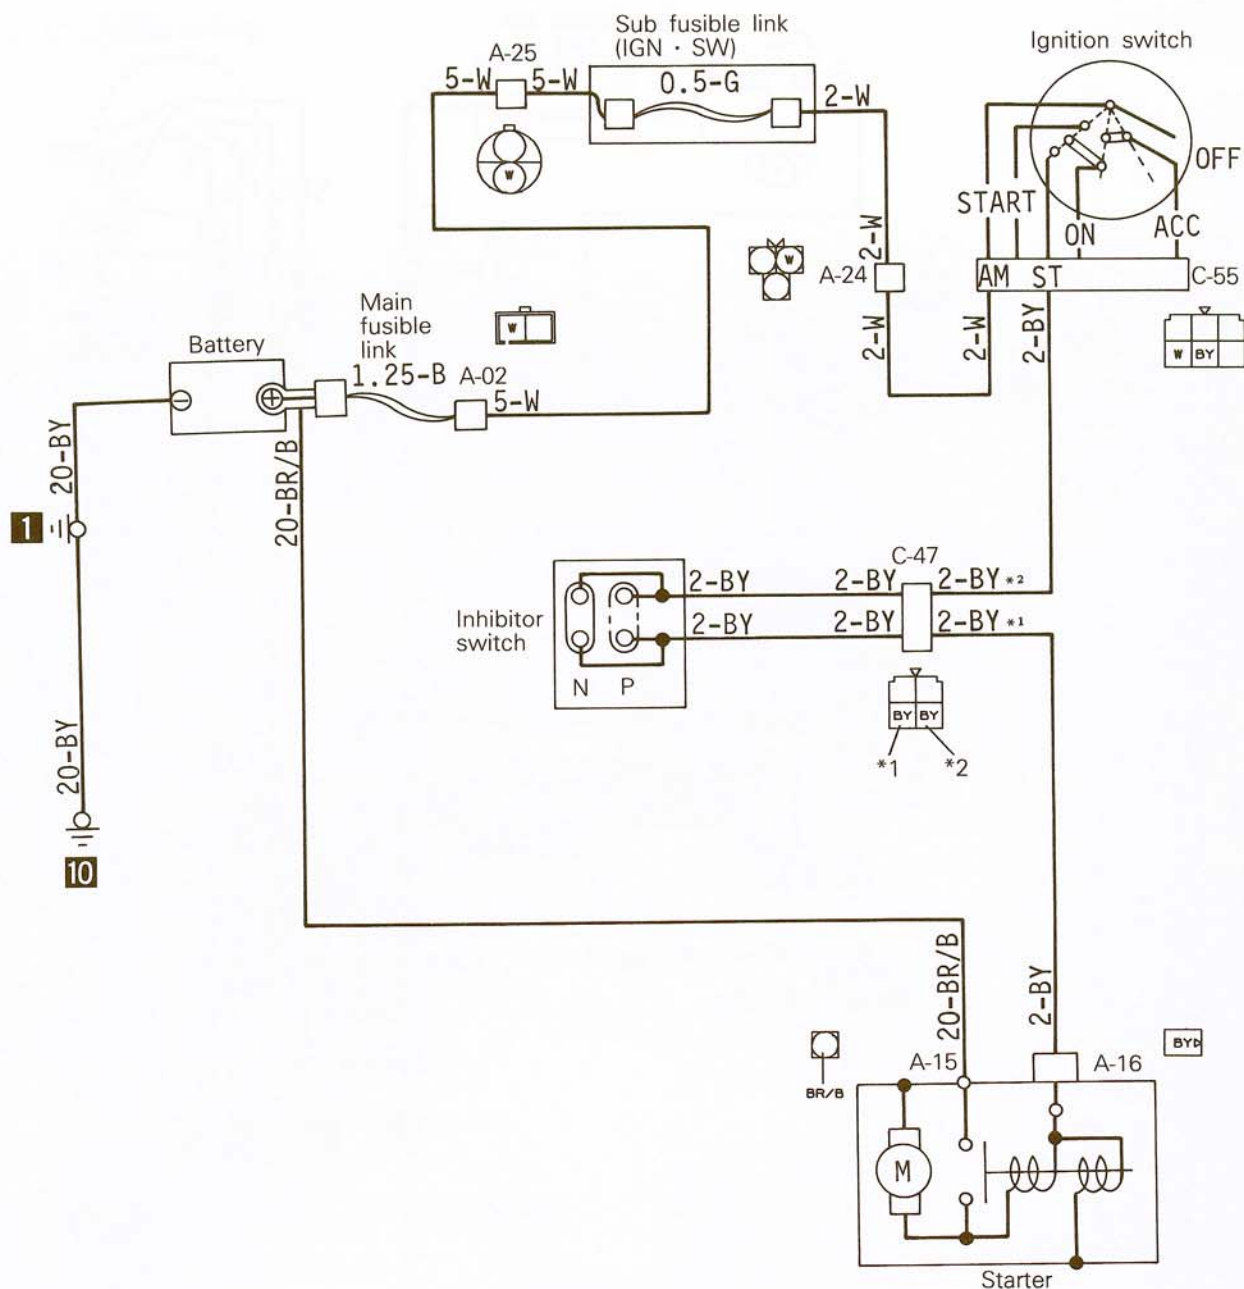 Sub fusible link
(IGN · SW)
Ignition switch
A-25
5-W
5-W
0.5-G
2-W
OFF
START
ON
ACC
W
2-W
W
A-24
AM
ST
C-55
Main
fusible
link
W
2-W
2-W
2-BY
W
BY
Battery
1.25-B
A-02
5-W
20-BY
20-BR/B
1
C-47
2-BY
2-BY
2-BY *2
Inhibitor
switch
2-BY
2-BY
2-BY *1
N
P
BY
BY
*1
*2
20-BY
10
20-BR/B
2-BY
A-15
A-16
BY
BR/B
M
Starter